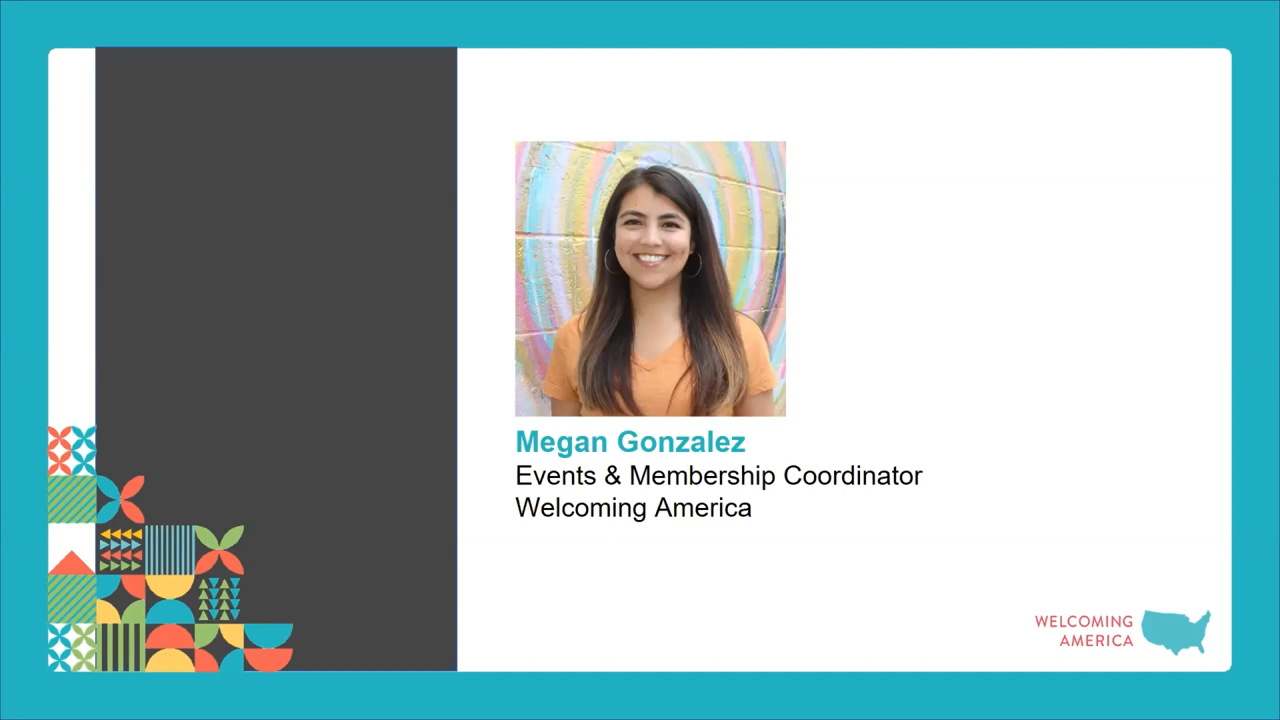 Megan Gonzalez
Events & Membership Coordinator
Welcoming America
WELCOMING
AMERICA